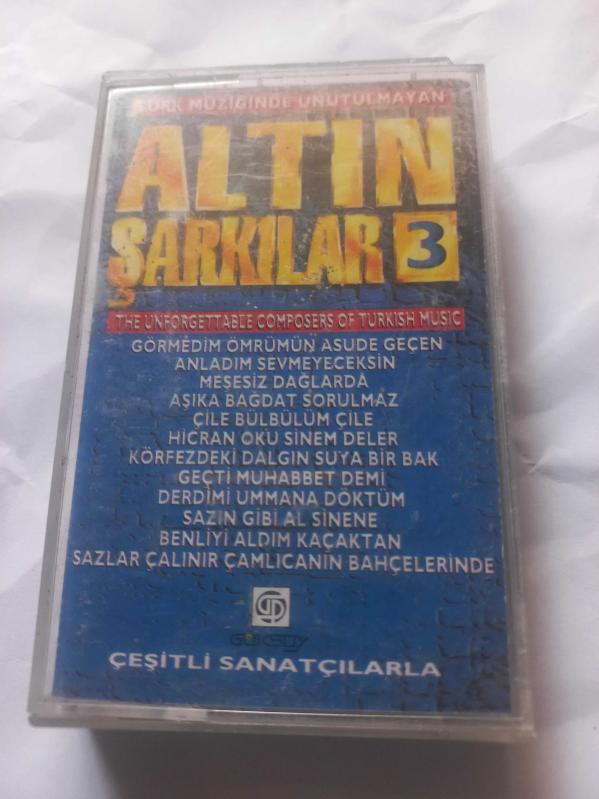 TÜRK MÜZİĞİNDE UNUTULMAYAN
ALTIN
ŞARKILAR 3
THE UNFORGETTABLE COMPOSERS OF TURKISH MUSIC
GÖRMEDİM ÖMRÜMÜN ASUDE GEÇEN
ANLADIM SEVMEYECEKSİN
MEŞESİZ DAĞLARDA
AŞIKA BAGDAT SORULMAZ
ÇİLE BÜLBÜLÜM ÇİLE
HİCRAN OKU SİNEM DELER
KÖRFEZDEKİ DALGIN SUYA BİR BAK
GEÇTİ MUHABBET DEMİ
DERDİMİ UMMANA DÖKTÜM
SAZIN GİBİ AL SİNENE
BENLİYİ ALDIM KAÇAKTAN
SAZLAR ÇALINIR ÇAMLICANIN BAHÇELERİNDE
ÇEŞİTLİ SANATÇILARLA